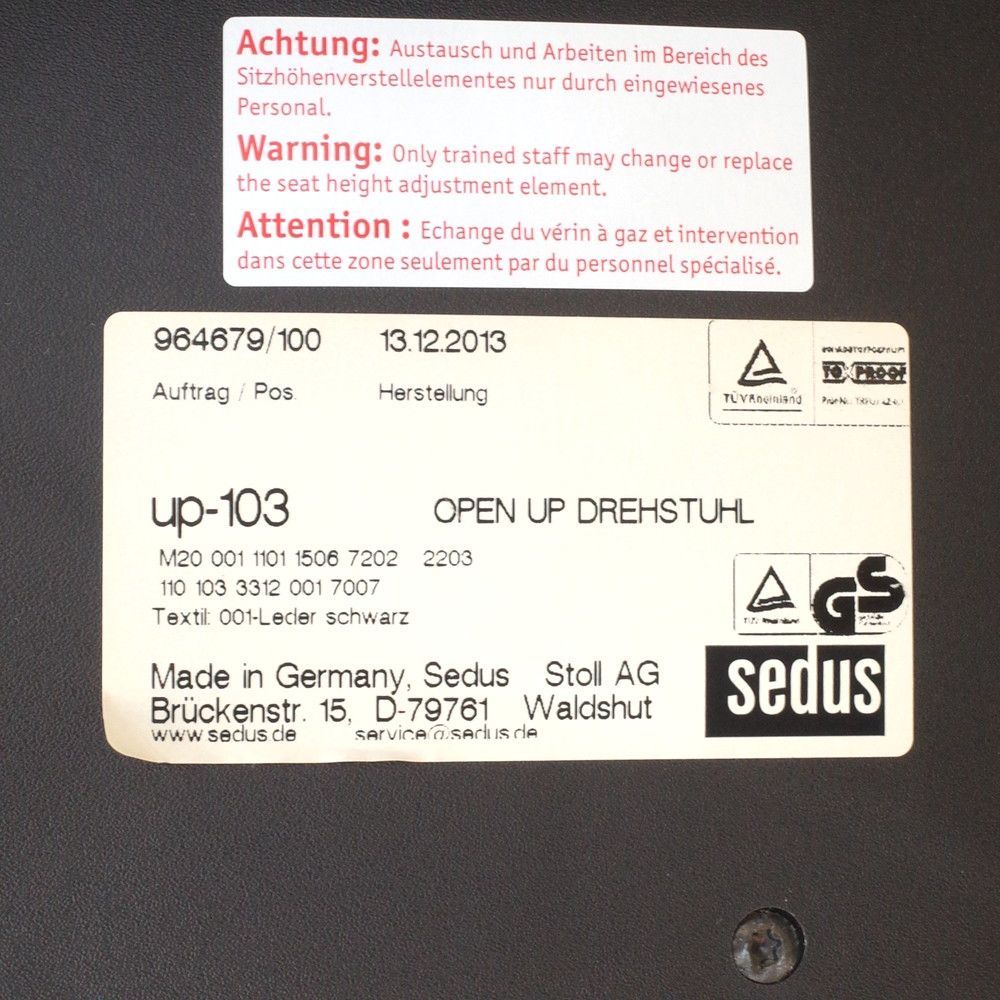 Achtung: Austausch und Arbeiten im Bereich des
Sitzhöhenverstellelementes nur durch eingewiesenes
Personal.
Warning: Only trained staff may change or replace
the seat height adjustment element.
Attention : Echange du vérin à gaz et intervention
dans cette zone seulement par du personnel spécialisé.
964679/100 13.12.2013
Auftrag / Pos. Herstellung
TÜVRheinland
TOXPROOF
up-103 OPEN UP DREHSTUHL
M20 001 1101 1506 7202 2203
110 103 3312 001 7007
Textil: 001-Leder schwarz
GS
Made in Germany, Sedus Stoll AG
Brückenstr. 15, D-79761 Waldshut
www.sedus.de service@sedus.de
sedus